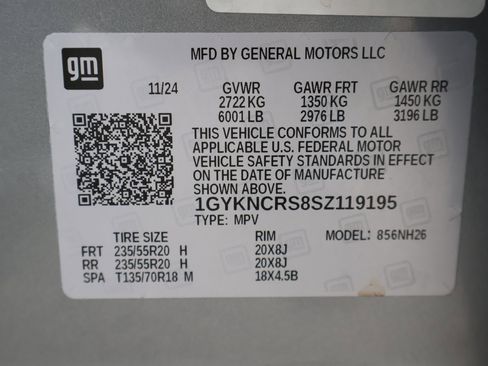 gm
MFD BY GENERAL MOTORS LLC
11/24 GVWR GAWR FRT GAWR RR
2722 KG 1350 KG 1450 KG
6001 LB 2976 LB 3196 LB
THIS VEHICLE CONFORMS TO ALL
APPLICABLE U.S. FEDERAL MOTOR
VEHICLE SAFETY STANDARDS IN EFFECT
ON THE DATE OF MANUFACTURE
SHOWN ABOVE.
1GYKNCRS8SZ119195
TYPE: MPV
TIRE SIZE RIM MODEL: 856NH26
FRT 235/55R20 H 20X8J
RR 235/55R20 H 20X8J
SPA T135/70R18 M 18X4.5B